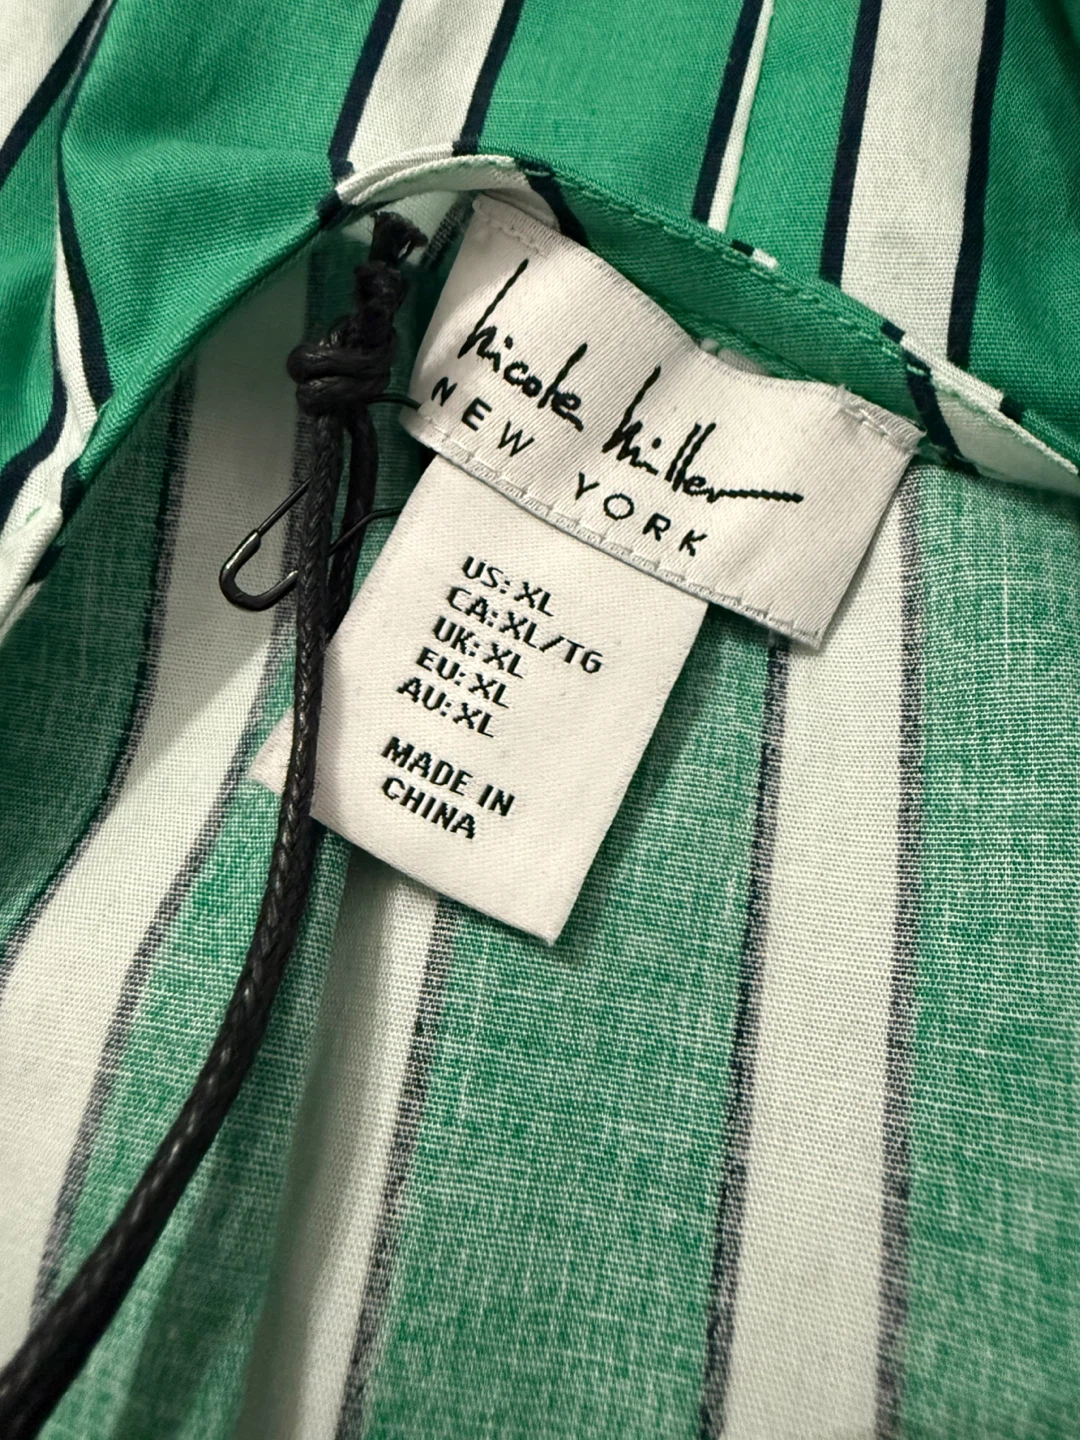 nicole miller
NEW YORK
US: XL
CA: XL/TG
UK: XL
EU: XL
AU: XL
MADE IN
CHINA